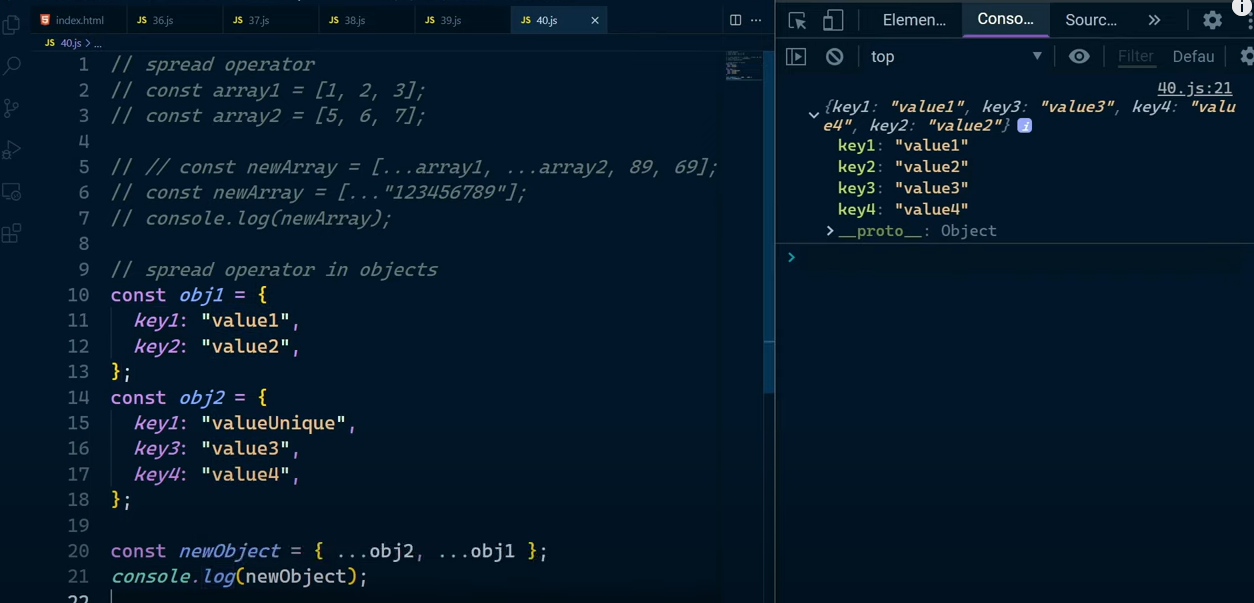 index.html
JS 36.js
JS 37.js
JS 38.js
JS 39.js
JS 40.js
JS 40.js > ...
1 // spread operator
2 // const array1 = [1, 2, 3];
3 // const array2 = [5, 6, 7];
4
5 // // const newArray = [...array1, ...array2, 89, 69];
6 // const newArray = [..."123456789"];
7 // console.log(newArray);
8
9 // spread operator in objects
10 const obj1 = {
11 key1: "value1",
12 key2: "value2",
13 };
14 const obj2 = {
15 key1: "valueUnique",
16 key3: "value3",
17 key4: "value4",
18 };
19
20 const newObject = { ...obj2, ...obj1 };
21 console.log(newObject);
22
Elemen... Conso... Sourc... »
top Filter Defau
40.js:21
{key1: "value1", key3: "value3", key4: "valu
e4", key2: "value2"} i
key1: "value1"
key2: "value2"
key3: "value3"
key4: "value4"
> __proto__: Object
>